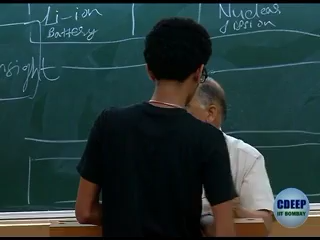 Li-ion
Battery
Nuclear
fission
CDEEP
IIT BOMBAY